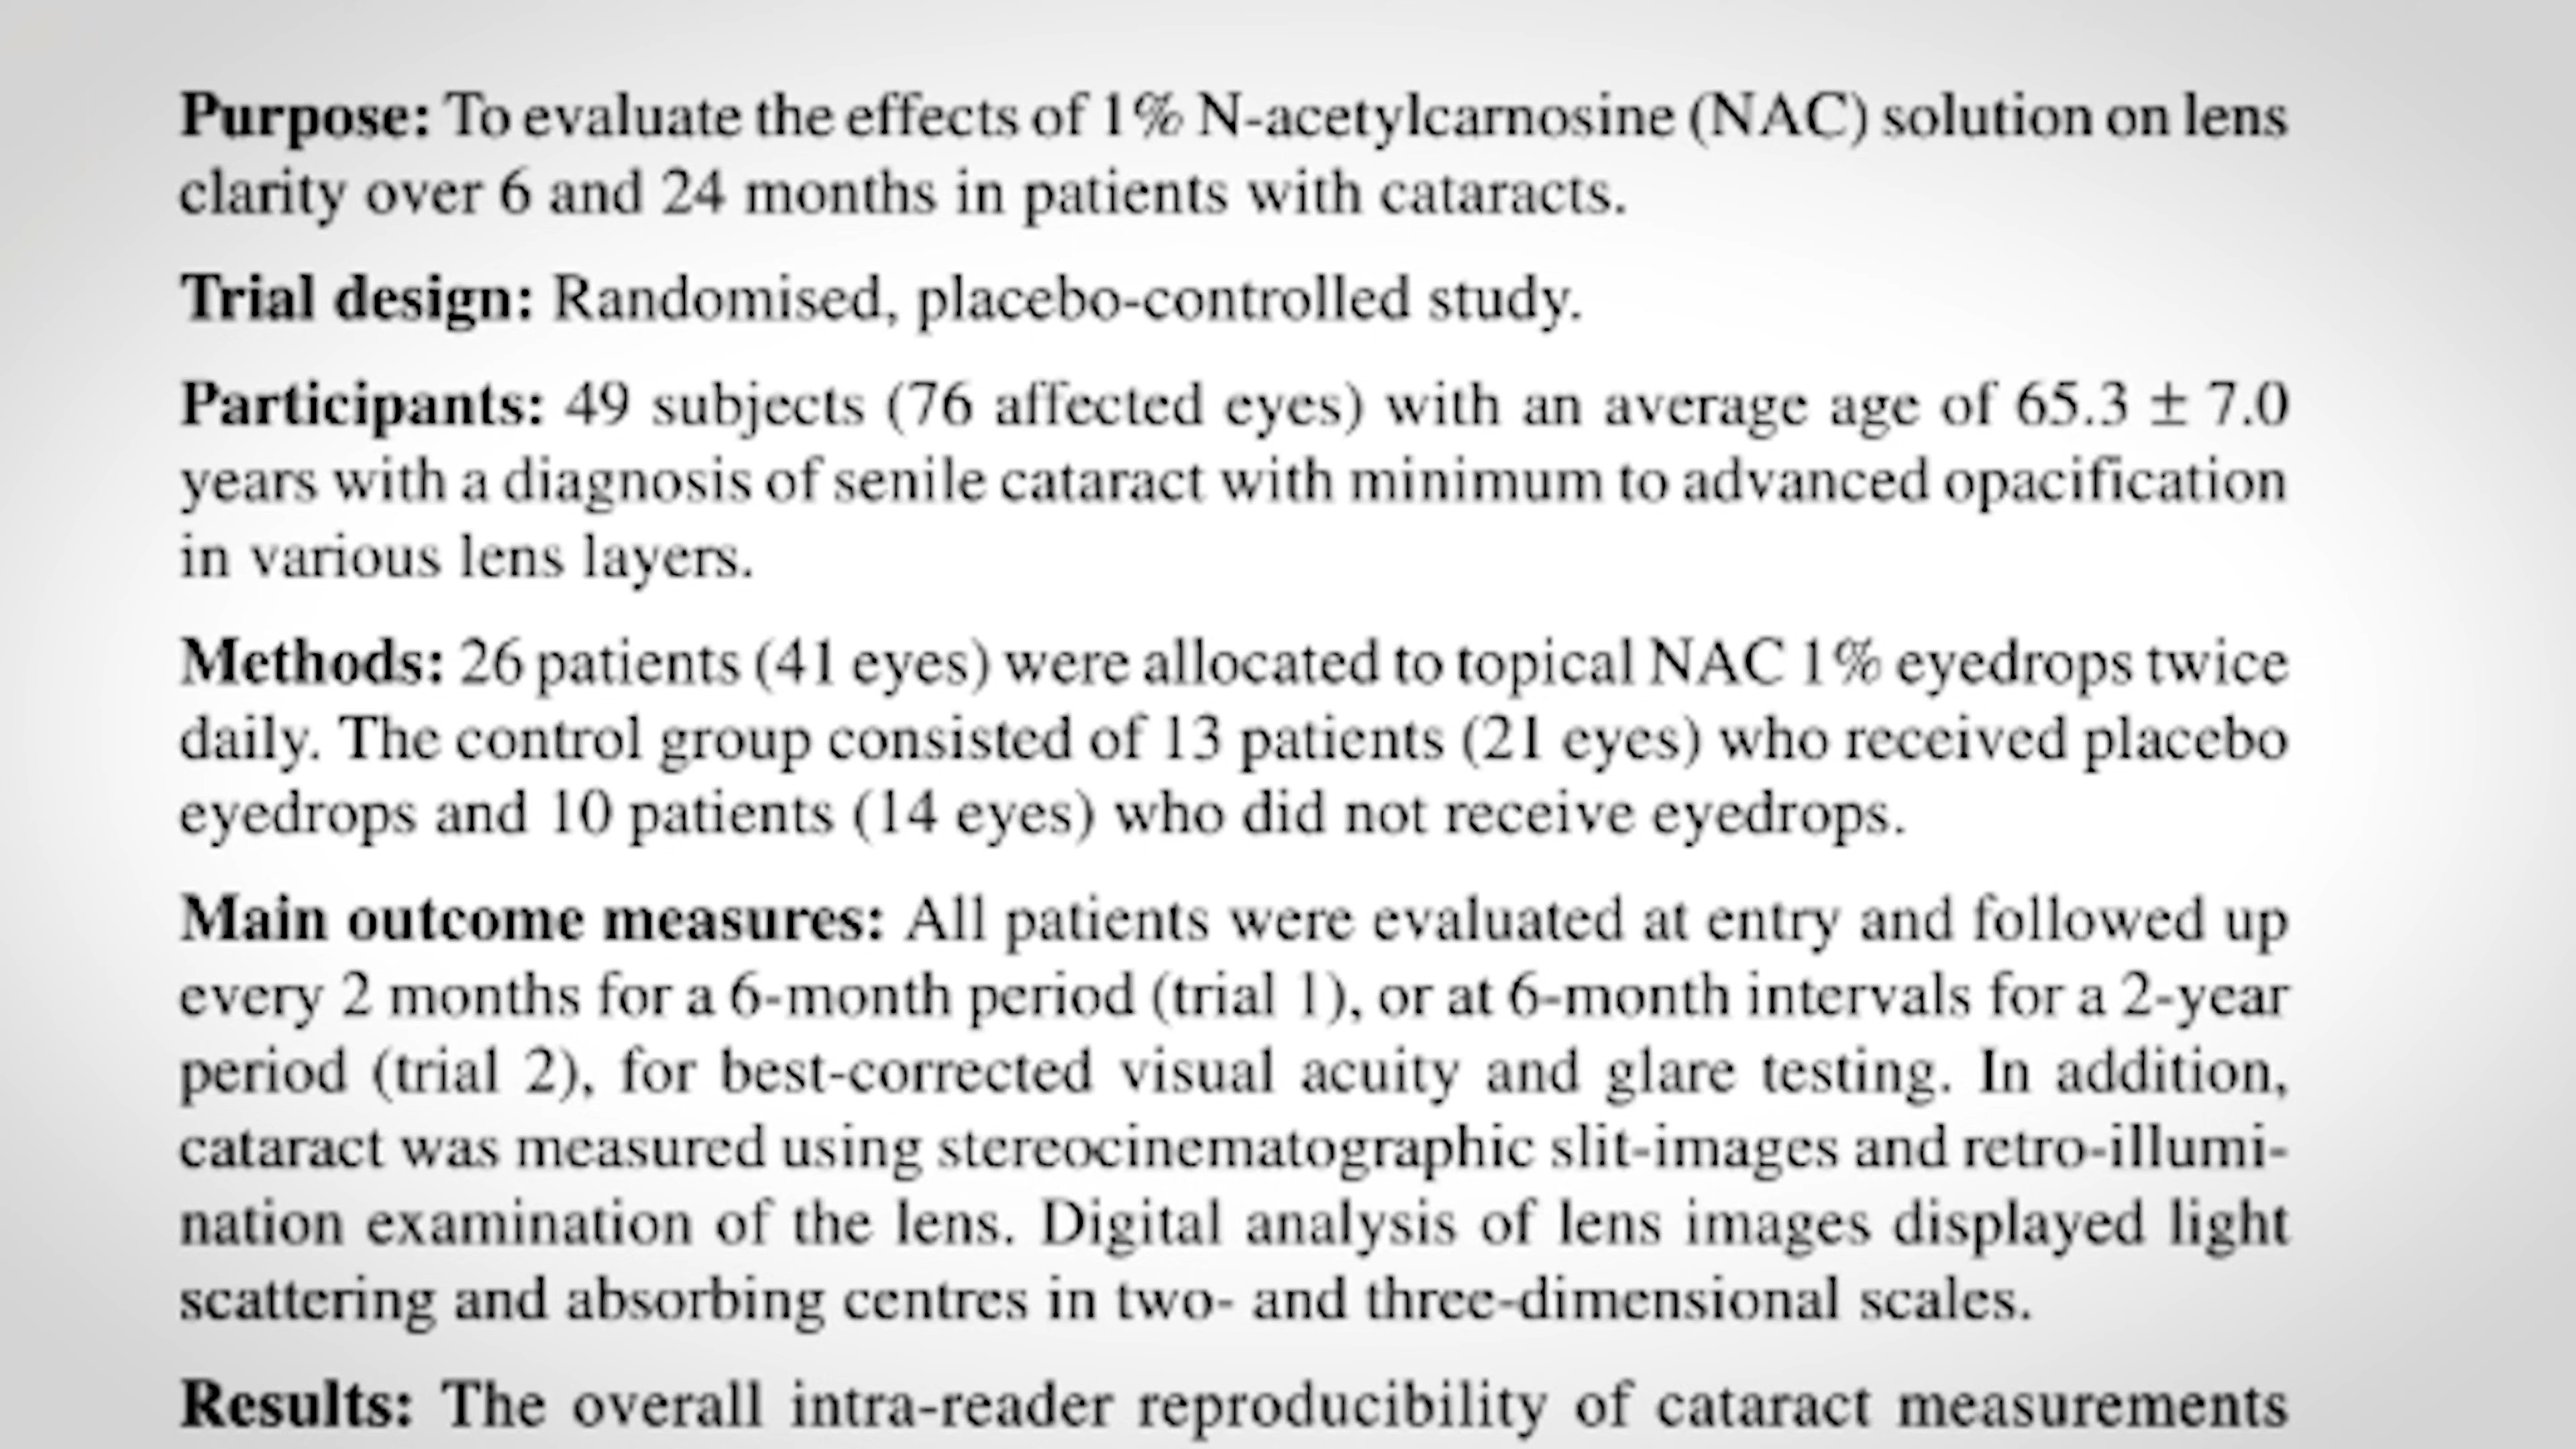 Purpose: To evaluate the effects of 1% N-acetylcarnosine (NAC) solution on lens
clarity over 6 and 24 months in patients with cataracts.
Trial design: Randomised, placebo-controlled study.
Participants: 49 subjects (76 affected eyes) with an average age of 65.3 ± 7.0
years with a diagnosis of senile cataract with minimum to advanced opacification
in various lens layers.
Methods: 26 patients (41 eyes) were allocated to topical NAC 1% eyedrops twice
daily. The control group consisted of 13 patients (21 eyes) who received placebo
eyedrops and 10 patients (14 eyes) who did not receive eyedrops.
Main outcome measures: All patients were evaluated at entry and followed up
every 2 months for a 6-month period (trial 1), or at 6-month intervals for a 2-year
period (trial 2), for best-corrected visual acuity and glare testing. In addition,
cataract was measured using stereocinematographic slit-images and retro-illumi-
nation examination of the lens. Digital analysis of lens images displayed light
scattering and absorbing centres in two- and three-dimensional scales.
Results: The overall intra-reader reproducibility of cataract measurements